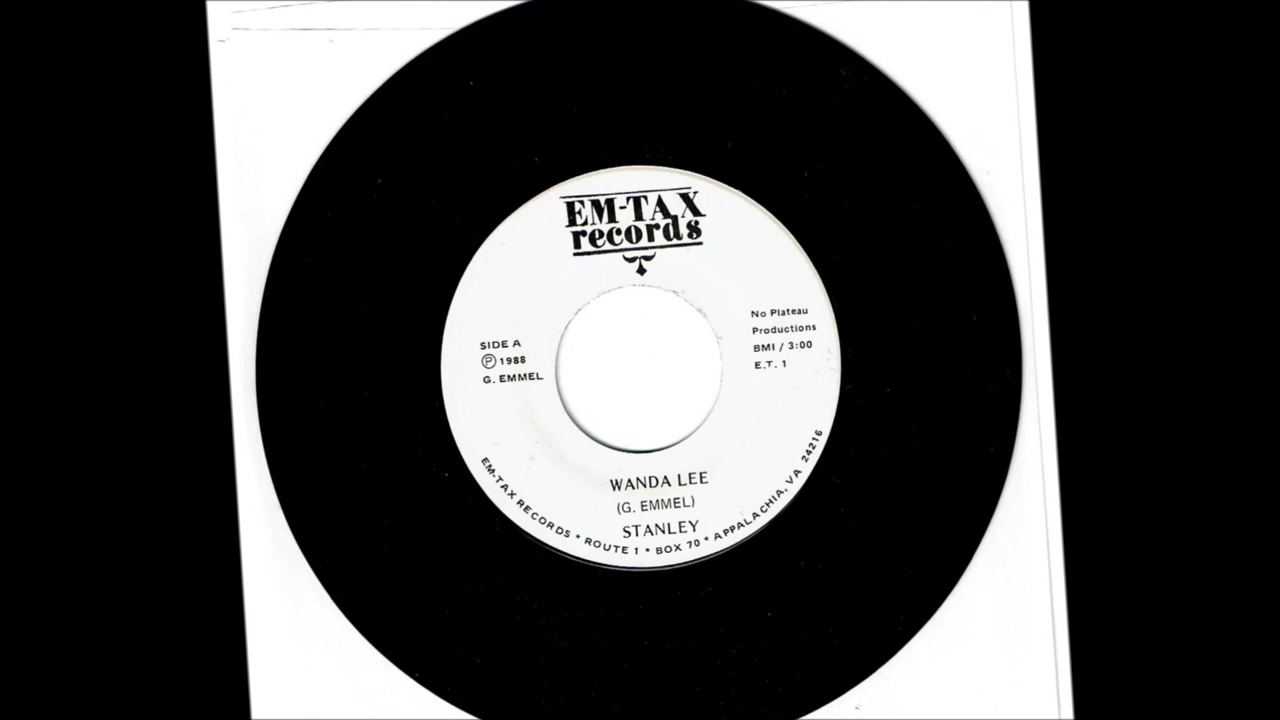 EM-TAX
records
SIDE A
Ⓟ 1988
G. EMMEL
No Plateau
Productions
BMI / 3:00
E.T. 1
WANDA LEE
(G. EMMEL)
STANLEY
EM-TAX RECORDS * ROUTE 1 * BOX 70 * APPALACHIA, VA 24216